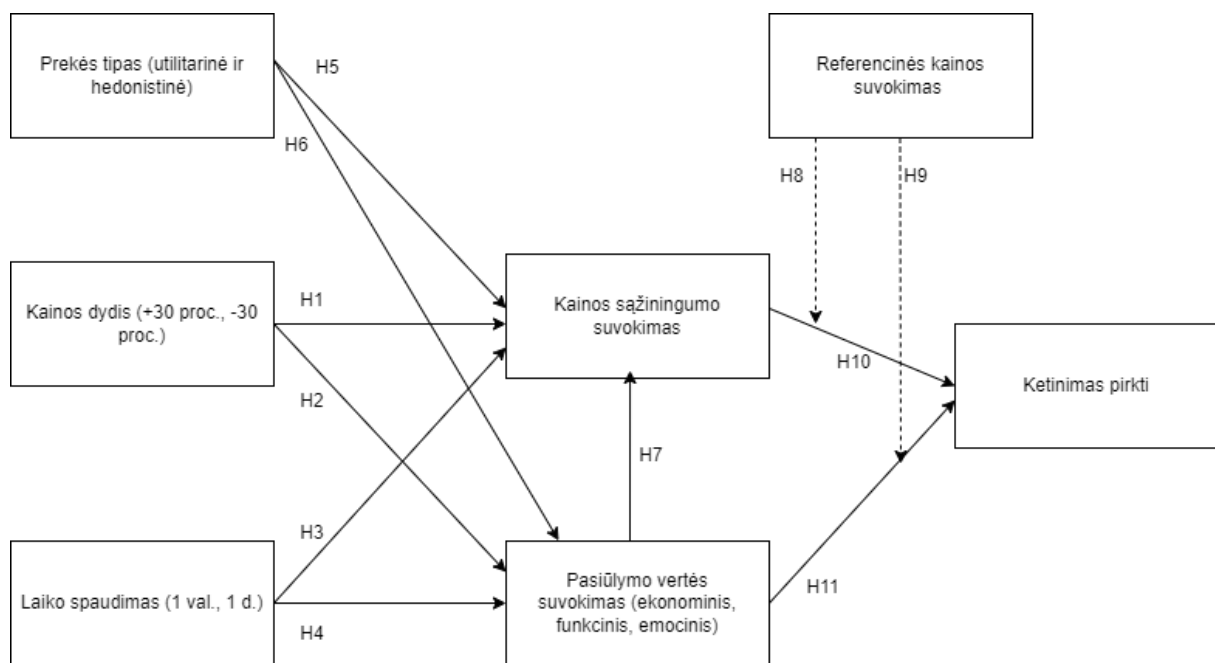 Prekės tipas (utilitarinė ir
hedonistinė)
Referencinės kainos
suvokimas
H5
H6
H8
H9
Kainos dydis (+30 proc., -30
proc.)
H1
Kainos sąžiningumo
suvokimas
H10
Ketinimas pirkti
H2
H7
H3
Laiko spaudimas (1 val., 1 d.)
H4
Pasiūlymo vertės
suvokimas (ekonominis,
funkcinis, emocinis)
H11